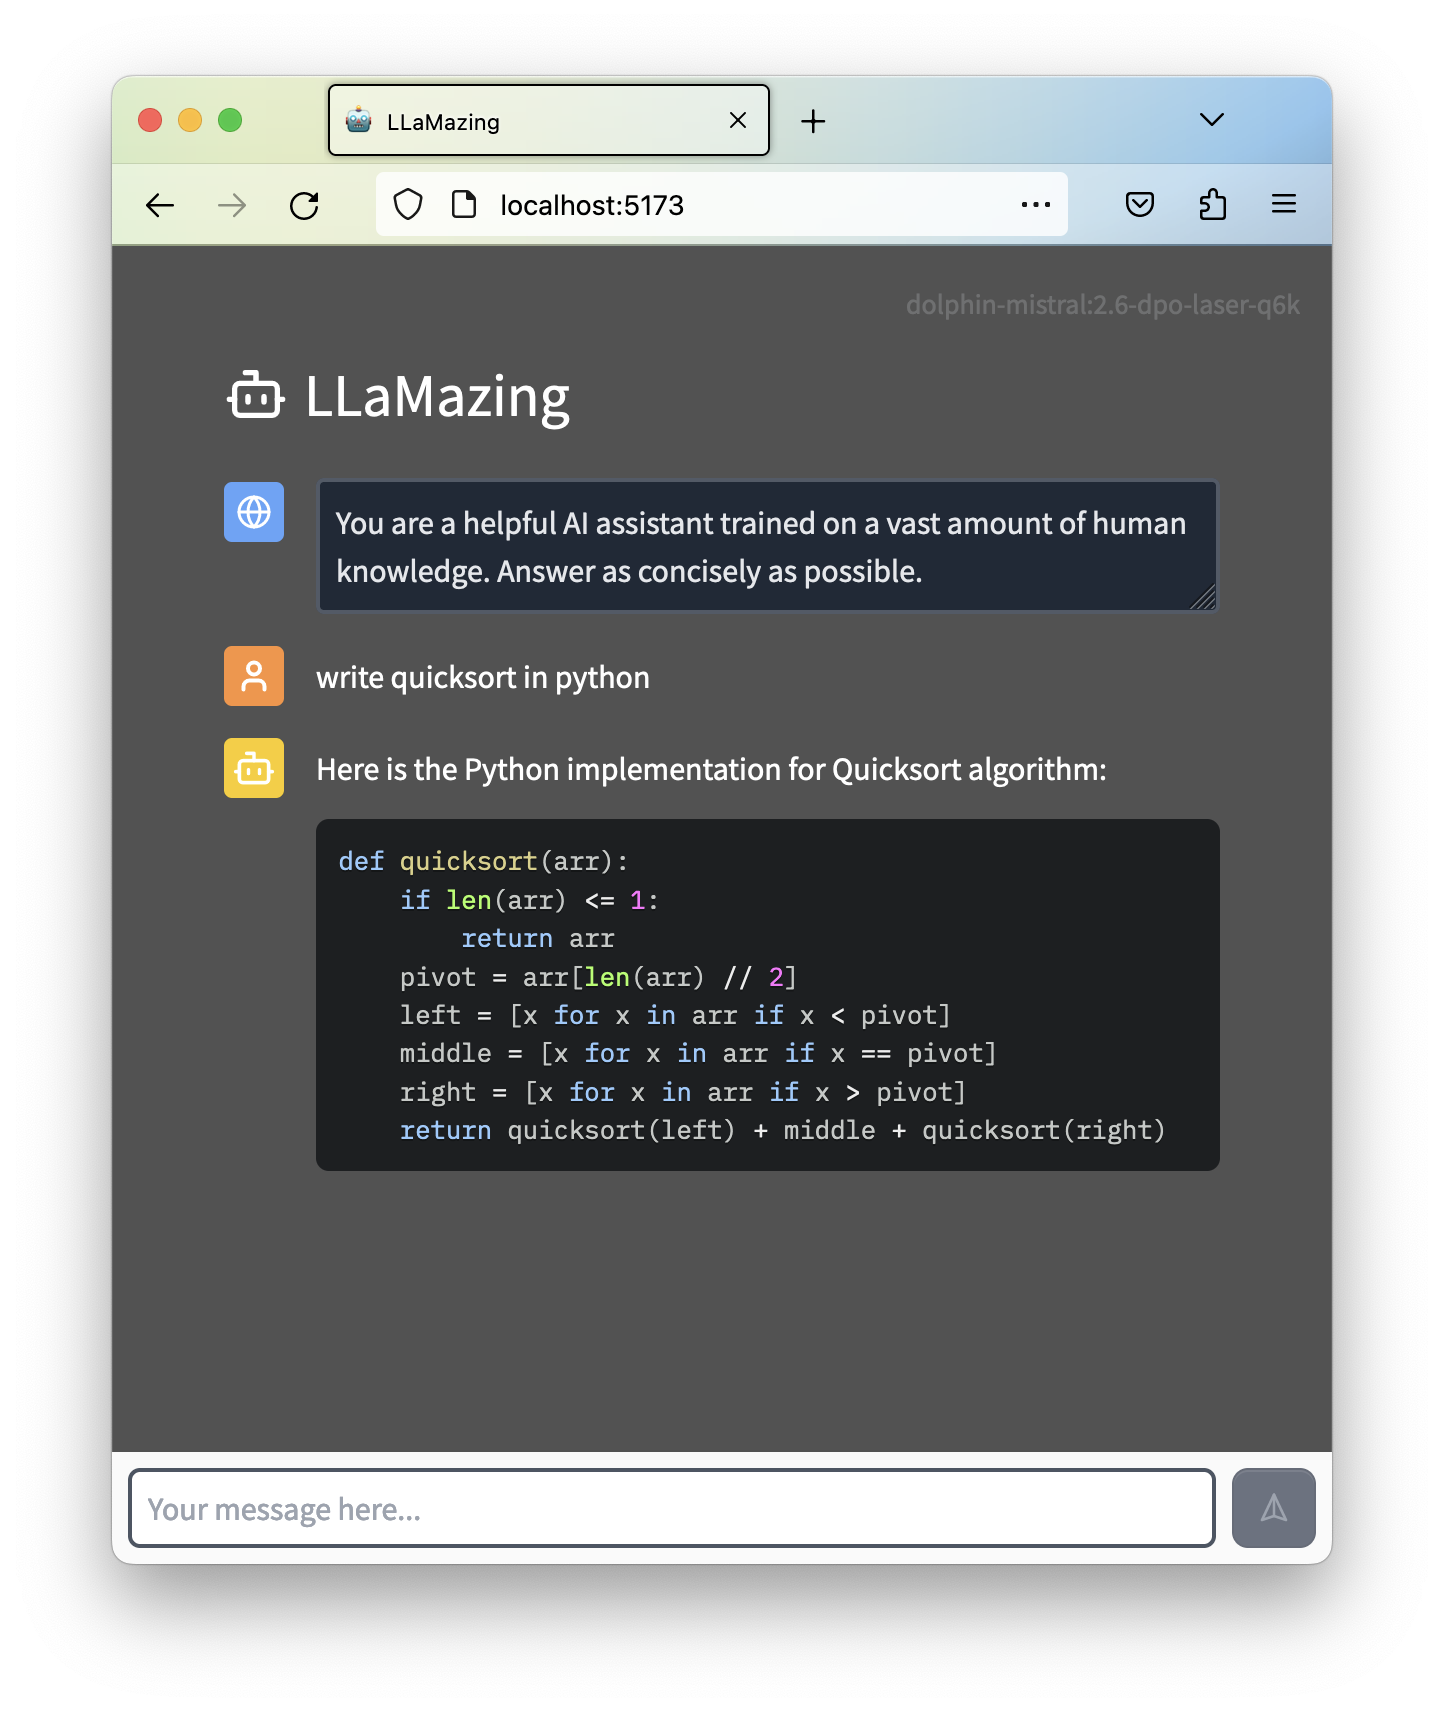 LLaMazing
localhost:5173
dolphin-mistral:2.6-dpo-laser-q6k
LLaMazing
You are a helpful AI assistant trained on a vast amount of human
knowledge. Answer as concisely as possible.
write quicksort in python
Here is the Python implementation for Quicksort algorithm:
def quicksort(arr):
    if len(arr) <= 1:
        return arr
    pivot = arr[len(arr) // 2]
    left = [x for x in arr if x < pivot]
    middle = [x for x in arr if x == pivot]
    right = [x for x in arr if x > pivot]
    return quicksort(left) + middle + quicksort(right)
Your message here...